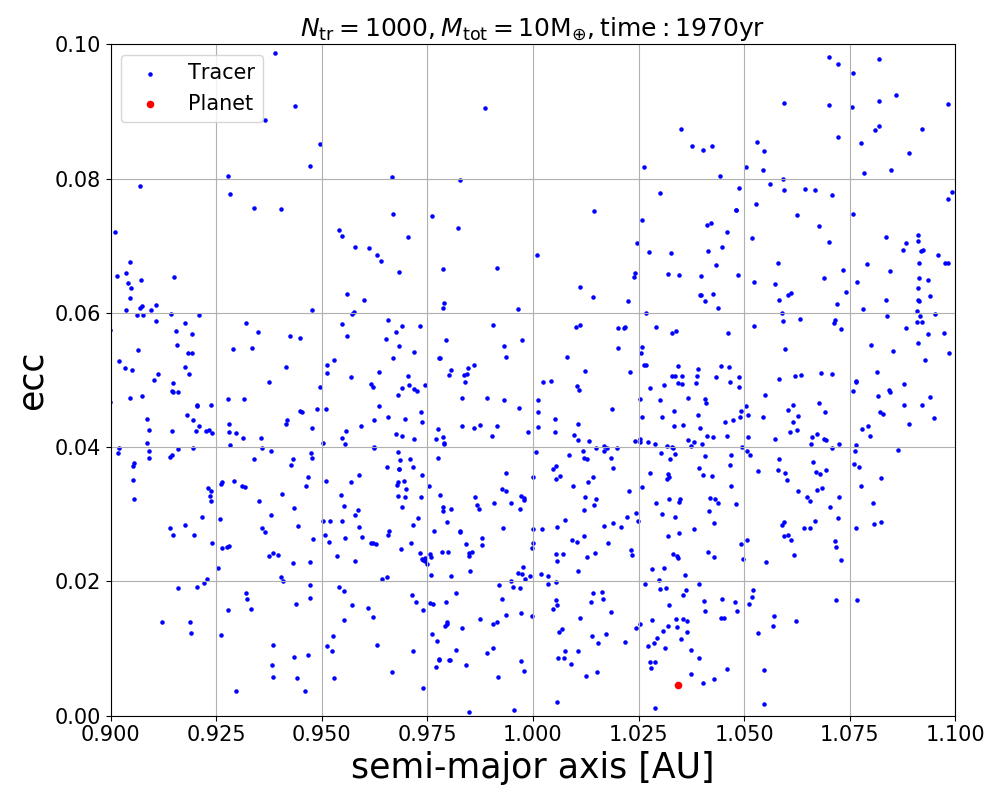 N_tr = 1000, M_tot = 10M_⊕, time : 1970yr
Tracer
Planet
ecc
0.10
0.08
0.06
0.04
0.02
0.00
0.900 0.925 0.950 0.975 1.000 1.025 1.050 1.075 1.100
semi-major axis [AU]